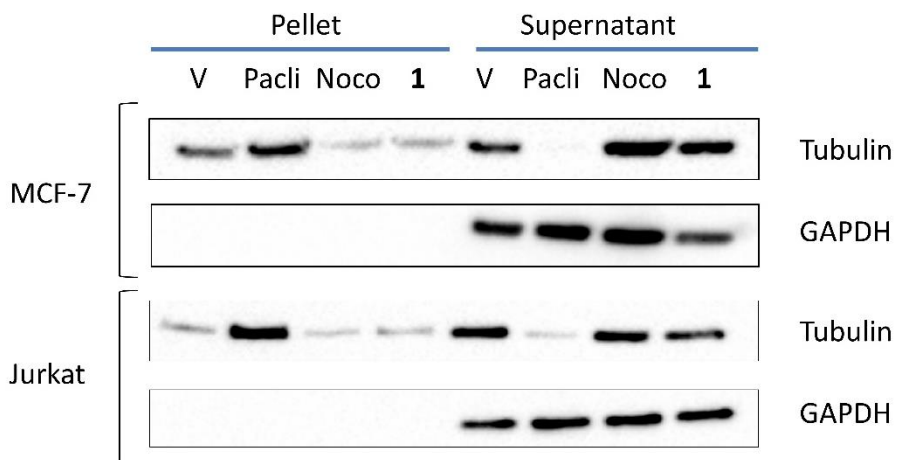 Pellet Supernatant
V Pacli Noco 1 V Pacli Noco 1
Tubulin
MCF-7
GAPDH
Tubulin
Jurkat
GAPDH